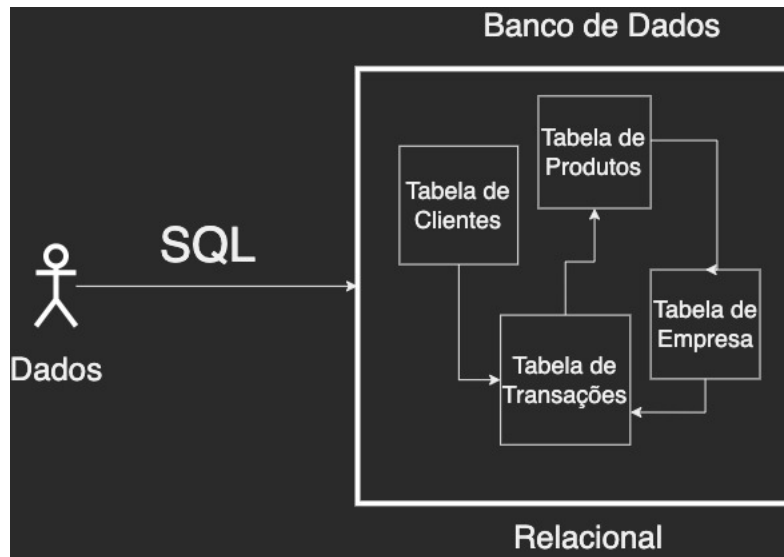 Banco de Dados
Tabela de
Produtos
Tabela de
Clientes
SQL
Tabela de
Empresa
Dados
Tabela de
Transações
Relacional